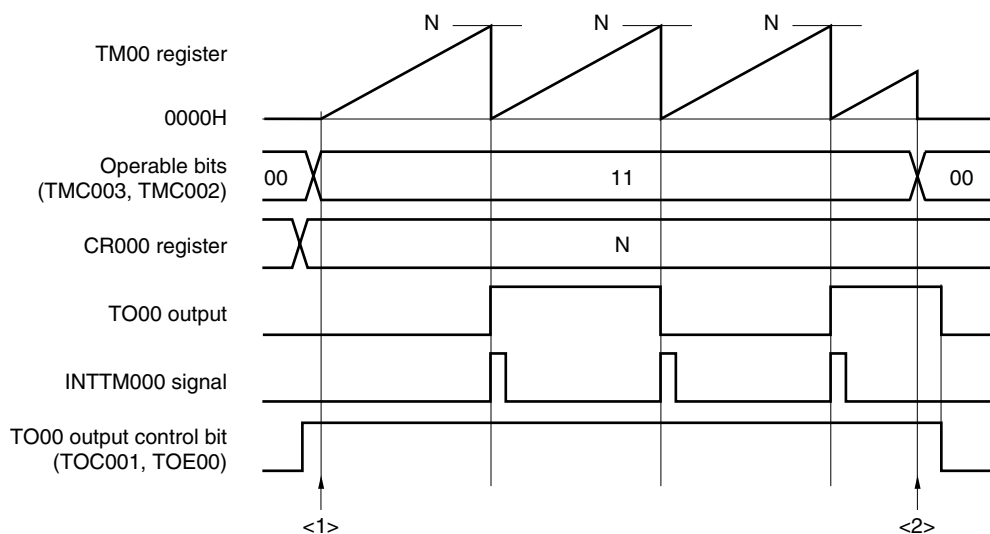 N N N
TM00 register
0000H
Operable bits
(TMC003, TMC002)
00 11 00
CR000 register
N
TO00 output
INTTM000 signal
TO00 output control bit
(TOC001, TOE00)
<1> <2>